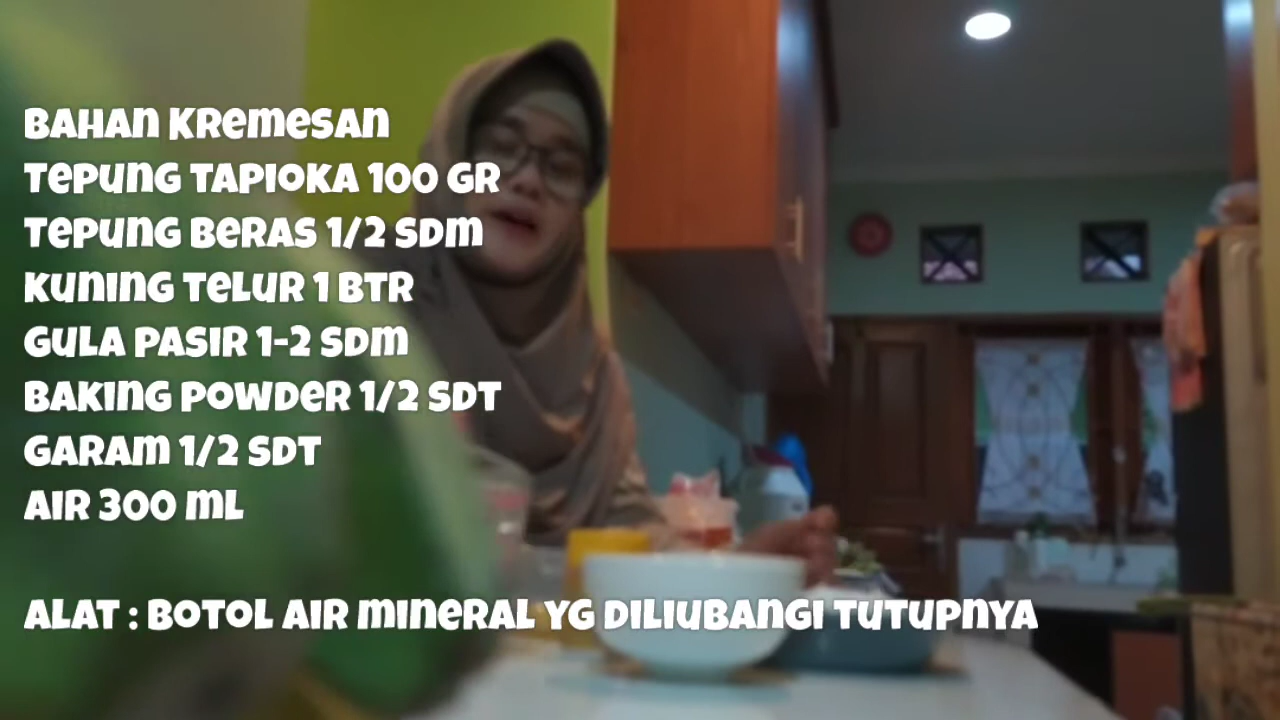 Bahan Kremesan
Tepung Tapioka 100 gr
Tepung Beras 1/2 sdm
Kuning Telur 1 btr
Gula Pasir 1-2 sdm
Baking Powder 1/2 sdt
Garam 1/2 sdt
Air 300 ml
Alat : Botol air mineral yg diliubangi tutupnya